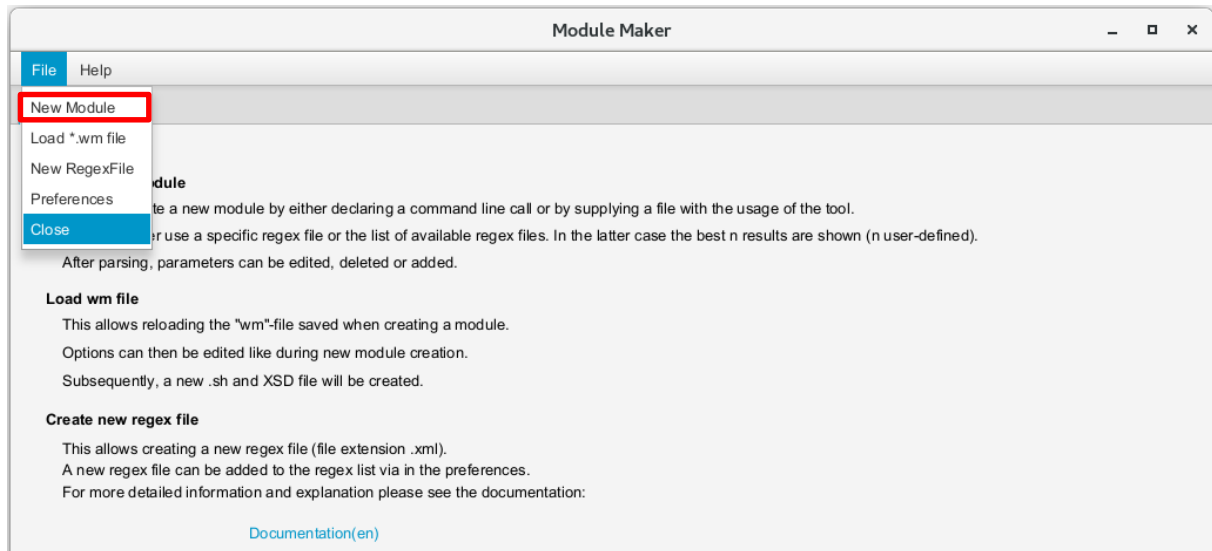 Module Maker
File Help
New Module
Load *.wm file
New RegexFile
Preferences
Close
dule
te a new module by either declaring a command line call or by supplying a file with the usage of the tool.
er use a specific regex file or the list of available regex files. In the latter case the best n results are shown (n user-defined).
After parsing, parameters can be edited, deleted or added.
Load wm file
This allows reloading the "wm"-file saved when creating a module.
Options can then be edited like during new module creation.
Subsequently, a new .sh and XSD file will be created.
Create new regex file
This allows creating a new regex file (file extension .xml).
A new regex file can be added to the regex list via in the preferences.
For more detailed information and explanation please see the documentation:
Documentation(en)